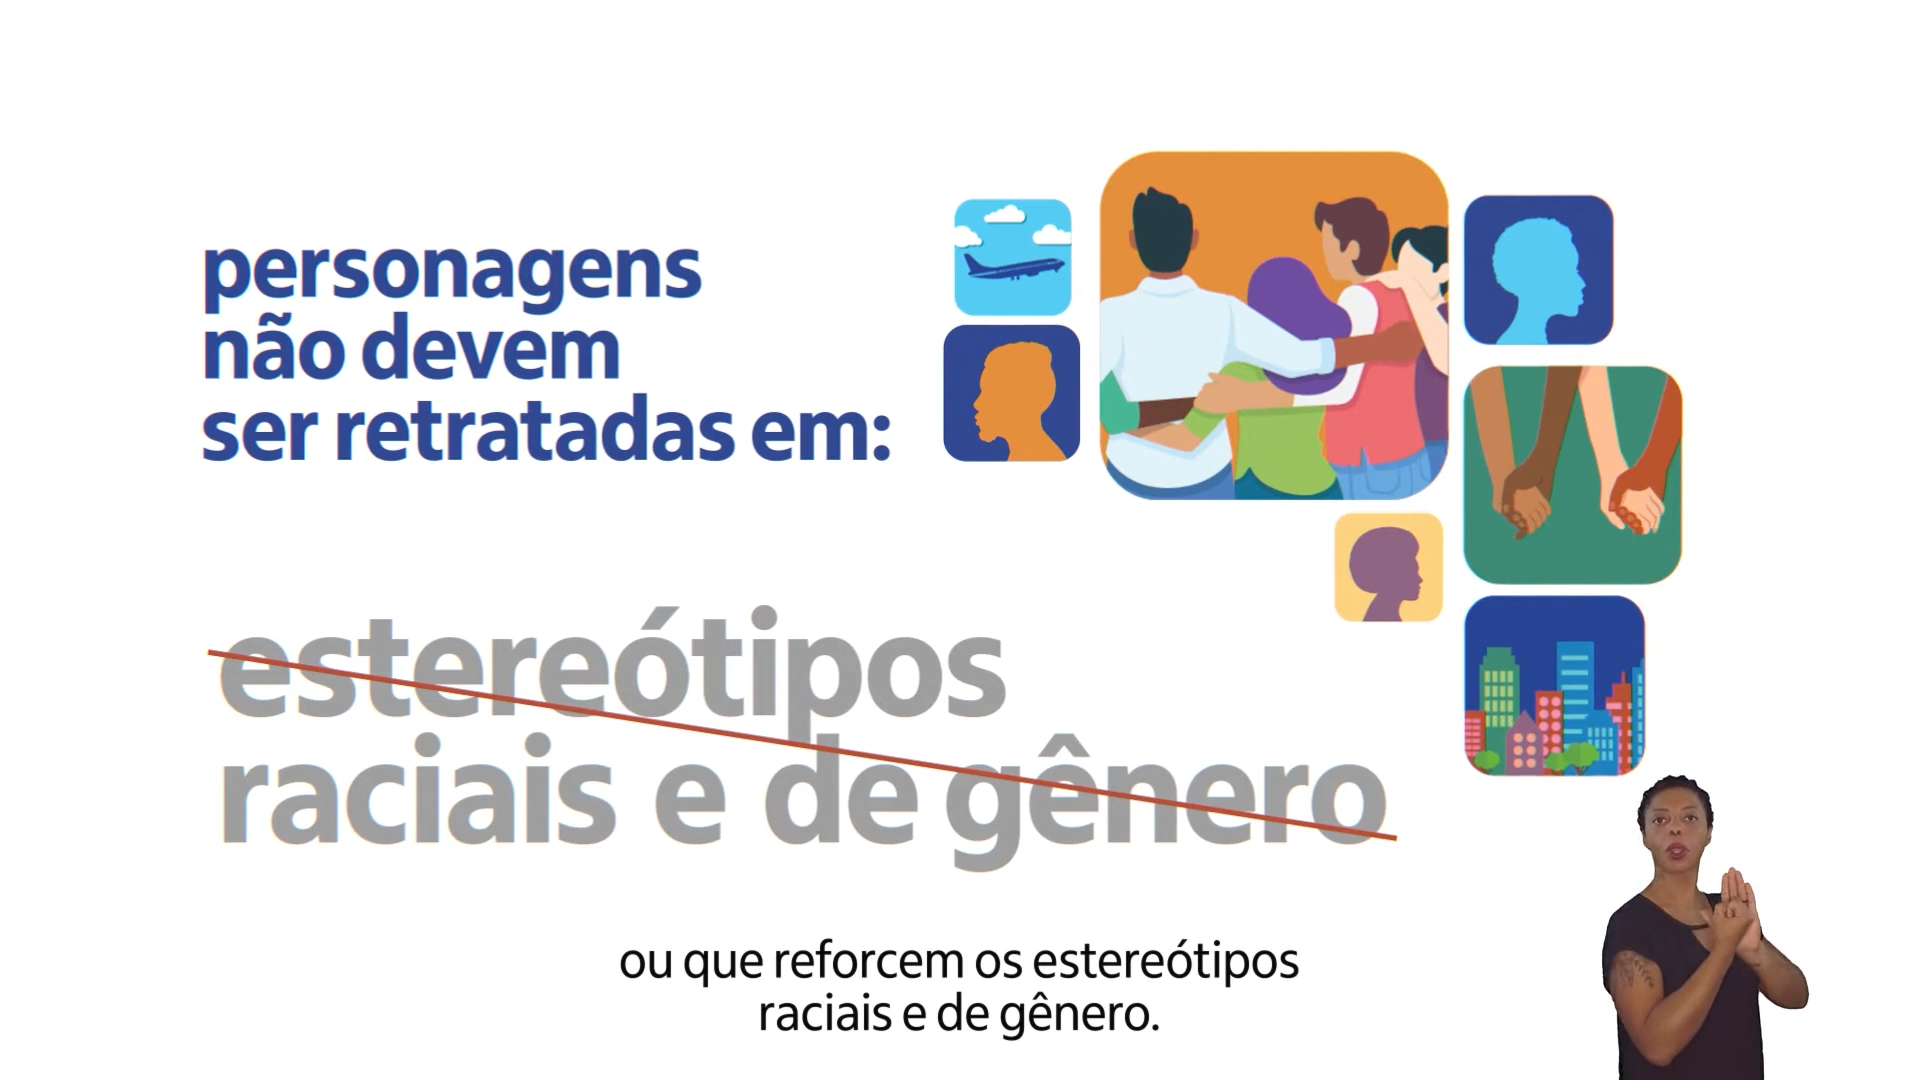 personagens
não devem
ser retratadas em:
estereótipos
raciais e de gênero
ou que reforcem os estereótipos
raciais e de gênero.